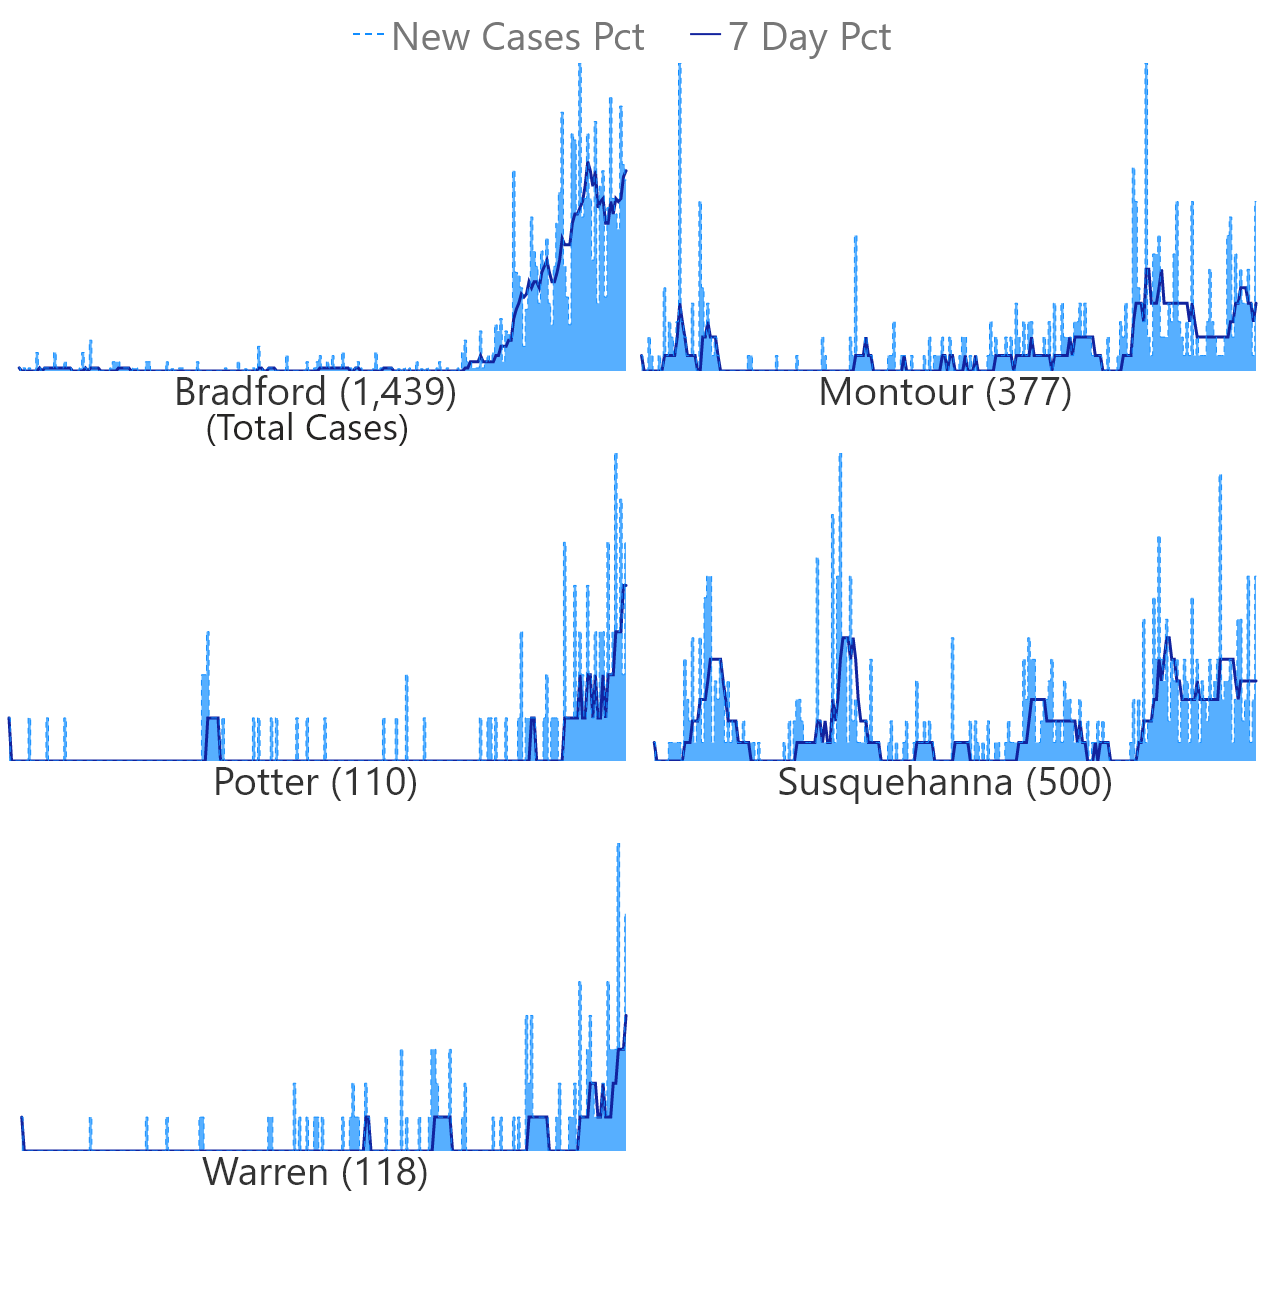 New Cases Pct 7 Day Pct
Bradford (1,439) Montour (377)
(Total Cases)
Potter (110) Susquehanna (500)
Warren (118)